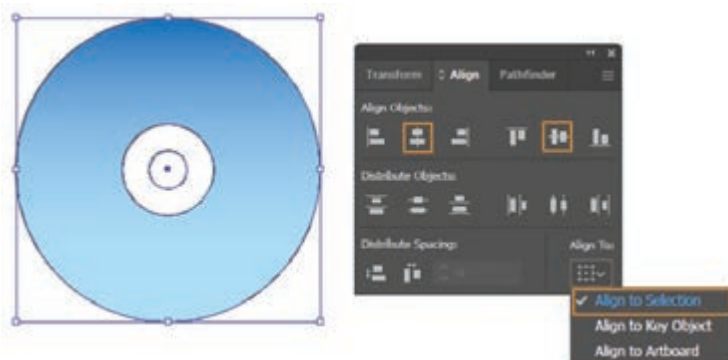 Transform Align Pathfinder
Align Objects:
Distribute Objects:
Distribute Spacing:
Align To:
Align to Selection
Align to Key Object
Align to Artboard